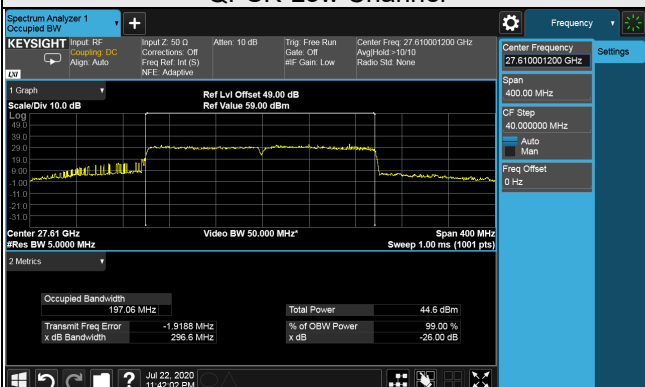 QPSK Low Channel
Spectrum Analyzer 1
Occupied BW
Frequency
KEYSIGHT
Input: RF
Coupling: DC
Align: Auto
Input Z: 50 Ω
Corrections: Off
Freq Ref: Int (S)
NFE: Adaptive
Atten: 10 dB
Trig: Free Run
Gate: Off
#IF Gain: Low
Center Freq: 27.610001200 GHz
Avg|Hold:>10/10
Radio Std: None
LXI
Center Frequency
27.610001200 GHz
Settings
Span
400.00 MHz
CF Step
40.000000 MHz
Auto
Man
Freq Offset
0 Hz
1 Graph
Scale/Div 10.0 dB
Ref Lvl Offset 49.00 dB
Ref Value 59.00 dBm
Log
49.0
39.0
29.0
19.0
9.00
-1.00
-11.0
-21.0
-31.0
Center 27.61 GHz
#Res BW 5.0000 MHz
Video BW 50.000 MHz*
Span 400 MHz
Sweep 1.00 ms (1001 pts)
2 Metrics
Occupied Bandwidth
197.06 MHz
Total Power 44.6 dBm
Transmit Freq Error -1.9188 MHz
% of OBW Power 99.00 %
x dB Bandwidth 296.6 MHz
x dB -26.00 dB
?
Jul 22, 2020
11:42:02 PM